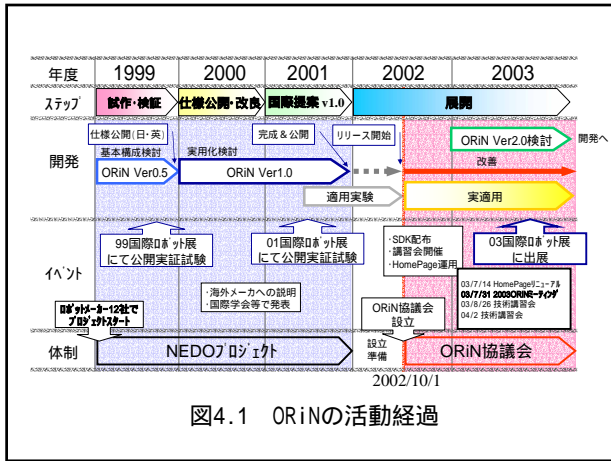 年度
1999
2000
2001
2002
2003
ステップ
試作・検証
仕様公開・改良
国際提案 v1.0
展開
開発
仕様公開(日・英)
完成&公開
リリース開始
ORiN Ver2.0検討
開発へ
基本構成検討
実用化検討
改善
ORiN Ver0.5
ORiN Ver1.0
適用実験
実適用
イベント
99国際ロボット展
にて公開実証試験
01国際ロボット展
にて公開実証試験
・SDK配布
・講習会開催
・HomePage運用
03国際ロボット展
に出展
・海外メーカへの説明
・国際学会等で発表
03/7/14 HomePageリニューアル
03/7/31 2003ORiNミーティング
03/8/26 技術講習会
04/2 技術講習会
ロボットメーカー12社で
プロジェクトスタート
ORiN協議会
設立
体制
NEDOプロジェクト
設立
準備
ORiN協議会
2002/10/1
図4.1 ORiNの活動経過